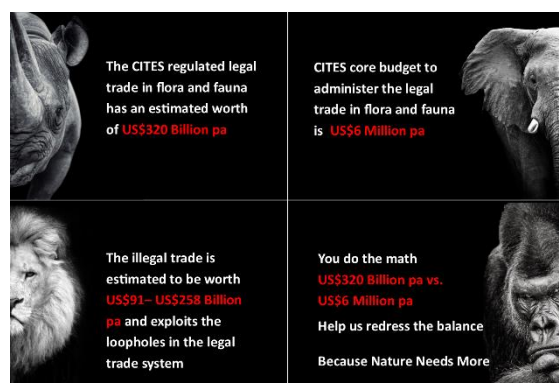 The CITES regulated legal
trade in flora and fauna
has an estimated worth
of US$320 Billion pa
CITES core budget to
administer the legal
trade in flora and fauna
is US$6 Million pa
The illegal trade is
estimated to be worth
US$91– US$258 Billion
pa and exploits the
loopholes in the legal
trade system
You do the math
US$320 Billion pa vs.
US$6 Million pa
Help us redress the balance
Because Nature Needs More